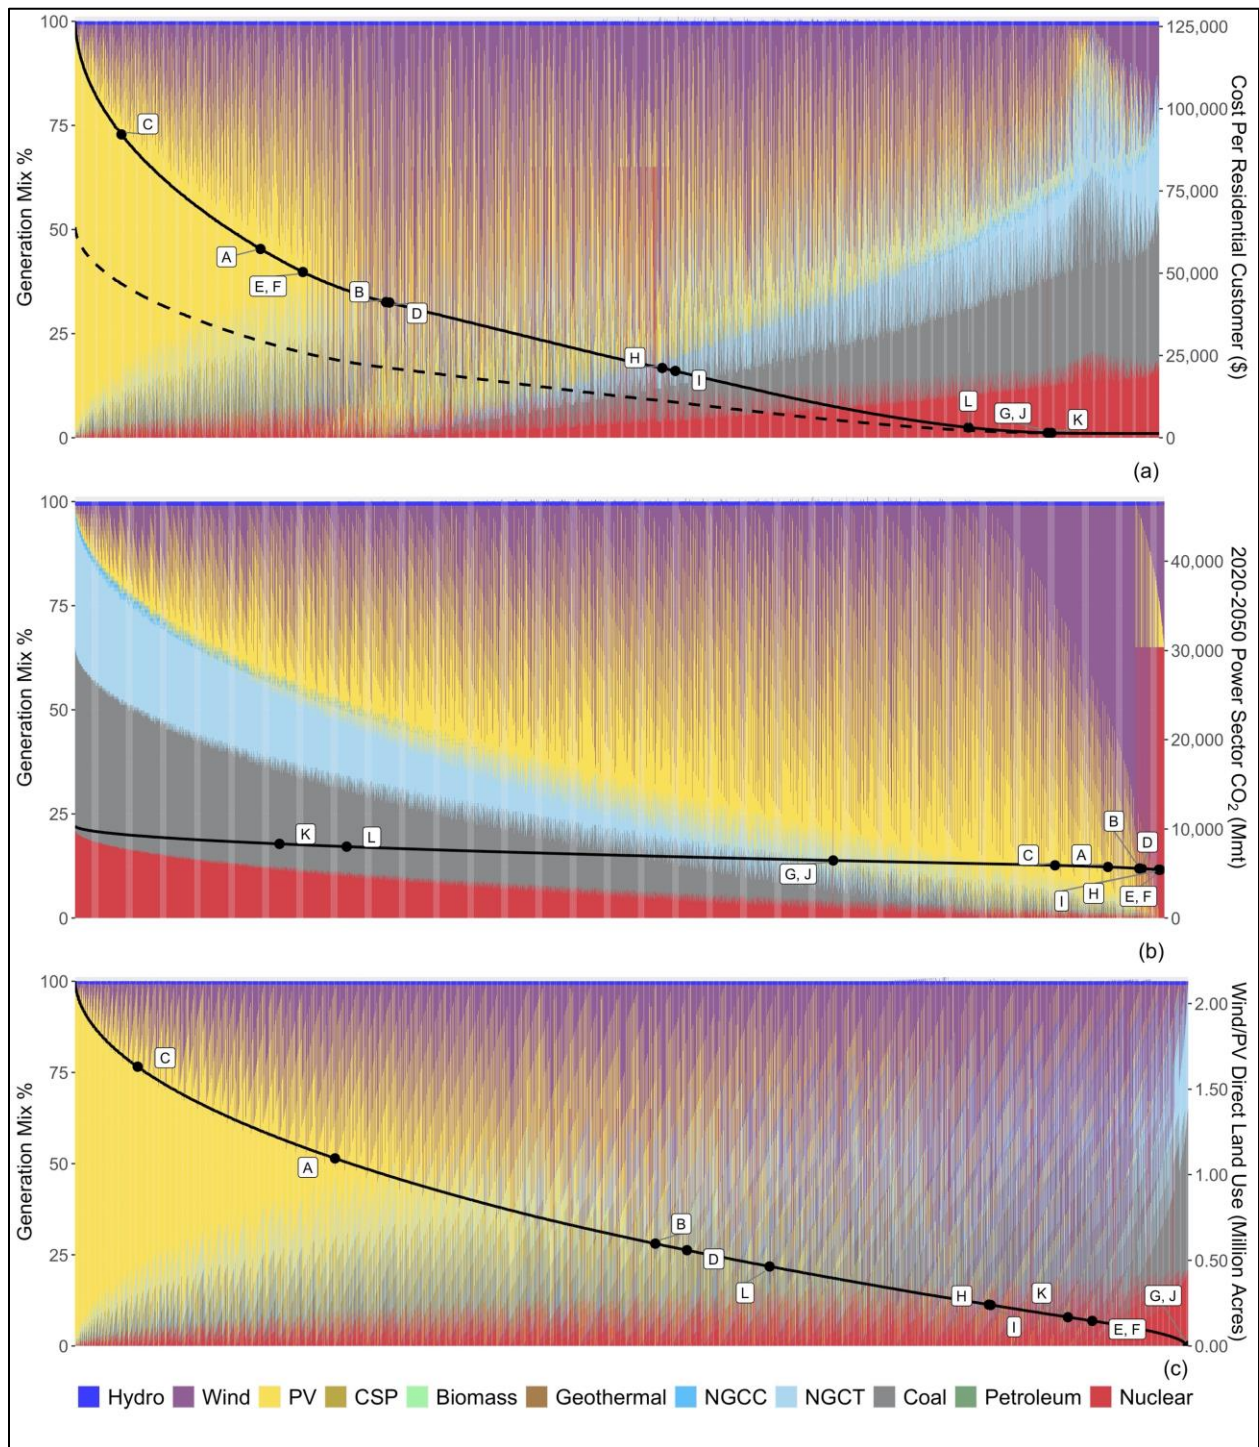 Generation Mix %
100
75
50
25
0
C
A
E, F
B
D
H
I
L
G, J
K
125,000
100,000
75,000
50,000
25,000
0
Cost Per Residential Customer ($)
(a)
Generation Mix %
100
75
50
25
0
K
L
G, J
C
A
B
D
I
H
E, F
40,000
30,000
20,000
10,000
0
2020-2050 Power Sector CO₂ (Mmt)
(b)
Generation Mix %
100
75
50
25
0
C
A
B
D
L
H
I
K
E, F
G, J
2.00
1.50
1.00
0.50
0.00
Wind/PV Direct Land Use (Million Acres)
(c)
Hydro Wind PV CSP Biomass Geothermal NGCC NGCT Coal Petroleum Nuclear